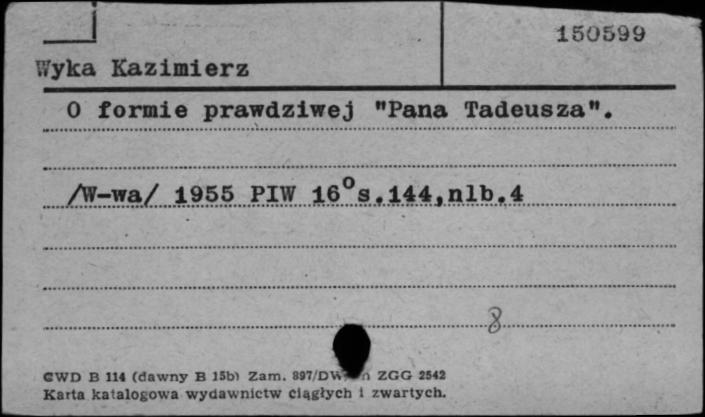 150599
Wyka Kazimierz
O formie prawdziwej "Pana Tadeusza".
/W-wa/ 1955 PIW 16° s.144,nlb.4
8
CWD B 114 (dawny B 15b) Zam. 897/DW ZGG 2542
Karta katalogowa wydawnictw ciągłych i zwartych.